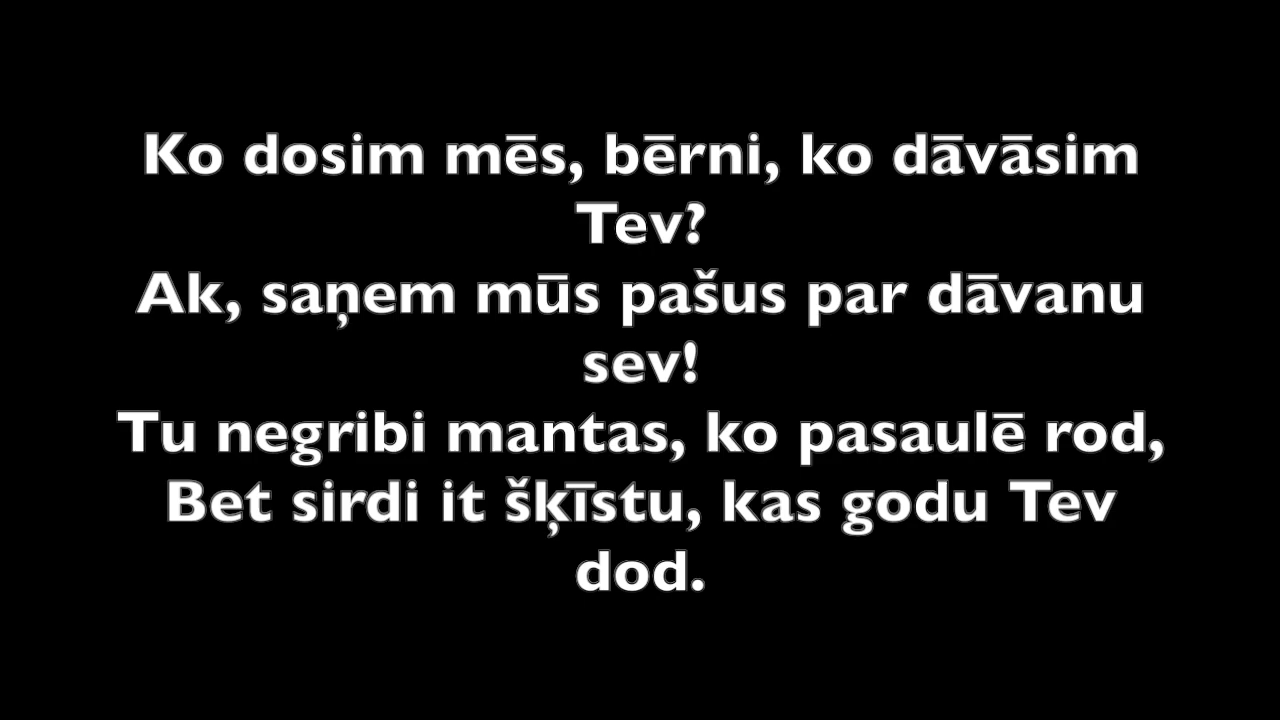 Ko dosim mēs, bērni, ko dāvāsim
Tev?
Ak, saņem mūs pašus par dāvanu
sev!
Tu negribi mantas, ko pasaulē rod,
Bet sirdi it šķīstu, kas godu Tev
dod.